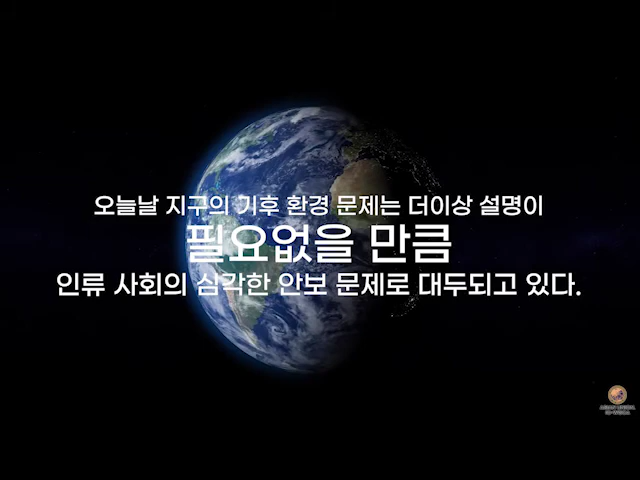 오늘날 지구의 기후 환경 문제는 더이상 설명이
필요없을 만큼
인류 사회의 심각한 안보 문제로 대두되고 있다.